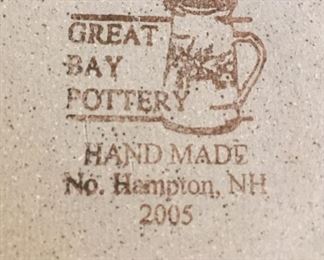 GREAT
BAY
POTTERY
HAND MADE
No. Hampton, NH
2005